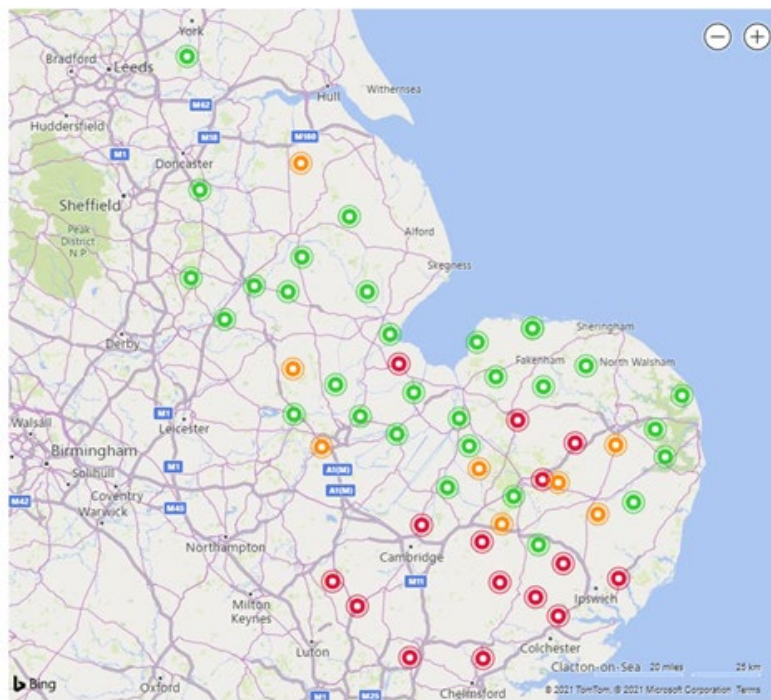 York
Bradford
Leeds
Withernsea
Hull
M62
Huddersfield
M18
M180
M1
Doncaster
Sheffield
Peak
District
N.P.
Alford
Skegness
Derby
Sheringham
Fakenham
North Walsham
M1
Leicester
Walsall
Birmingham
Solihull
M1
A1(M)
A1(M)
Coventry
M42
M45
Warwick
Northampton
Cambridge
M11
Milton
Keynes
Ipswich
Luton
Colchester
Clacton-on-Sea
20 miles
25 km
Bing
Oxford
M1
M25
Chelmsford
© 2021 TomTom, © 2021 Microsoft Corporation Terms